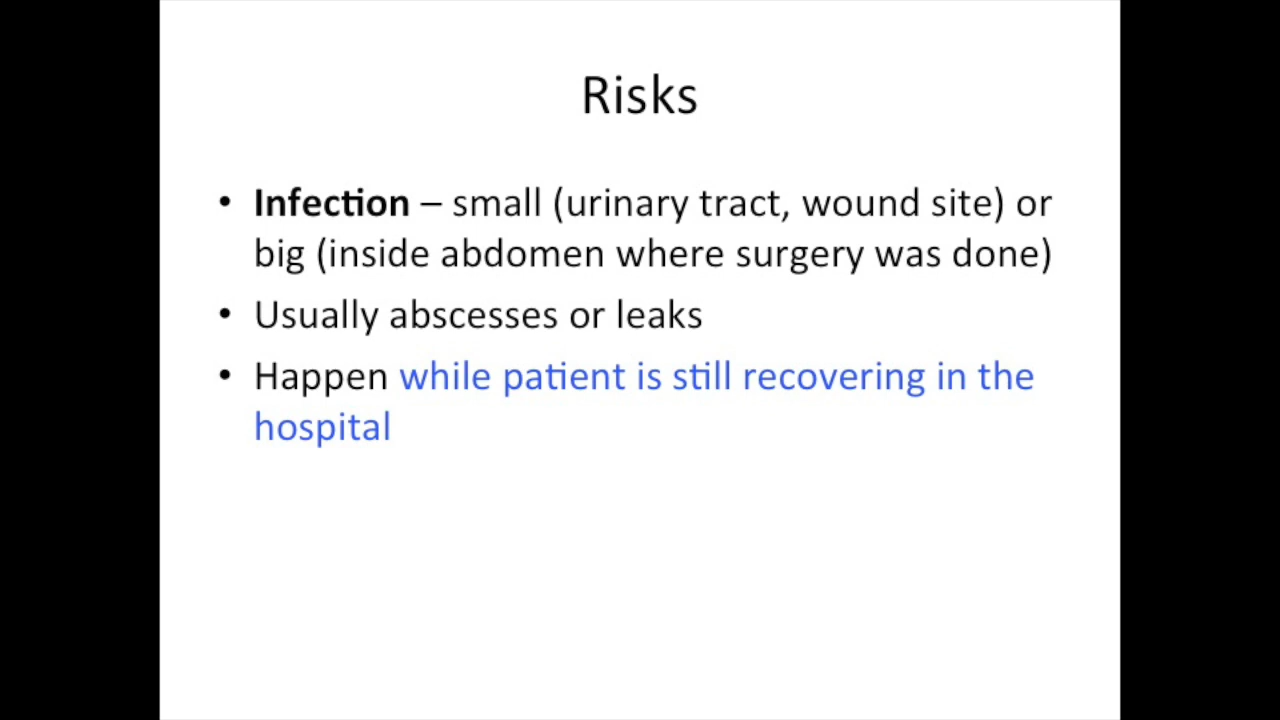 Risks
• Infection – small (urinary tract, wound site) or
big (inside abdomen where surgery was done)
• Usually abscesses or leaks
• Happen while patient is still recovering in the
hospital